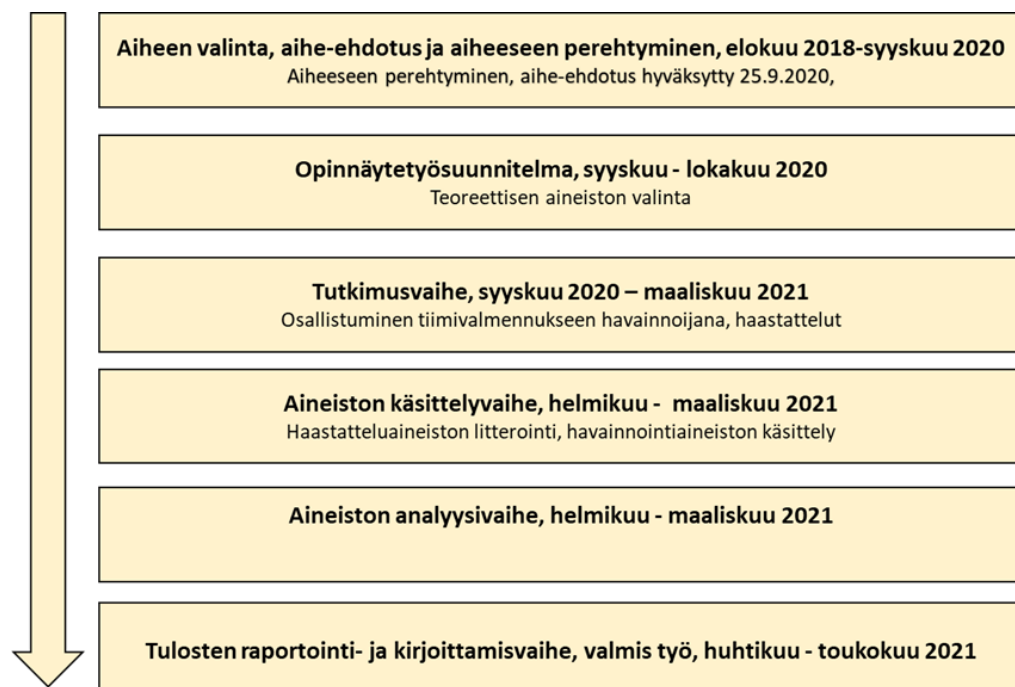 Aiheen valinta, aihe-ehdotus ja aiheeseen perehtyminen, elokuu 2018-syyskuu 2020
Aiheeseen perehtyminen, aihe-ehdotus hyväksytty 25.9.2020,
Opinnäytetyösuunnitelma, syyskuu - lokakuu 2020
Teoreettisen aineiston valinta
Tutkimusvaihe, syyskuu 2020 – maaliskuu 2021
Osallistuminen tiimivalmennukseen havainnoijana, haastattelut
Aineiston käsittelyvaihe, helmikuu - maaliskuu 2021
Haastatteluaineiston litterointi, havainnointiaineiston käsittely
Aineiston analyysivaihe, helmikuu - maaliskuu 2021
Tulosten raportointi- ja kirjoittamisvaihe, valmis työ, huhtikuu - toukokuu 2021